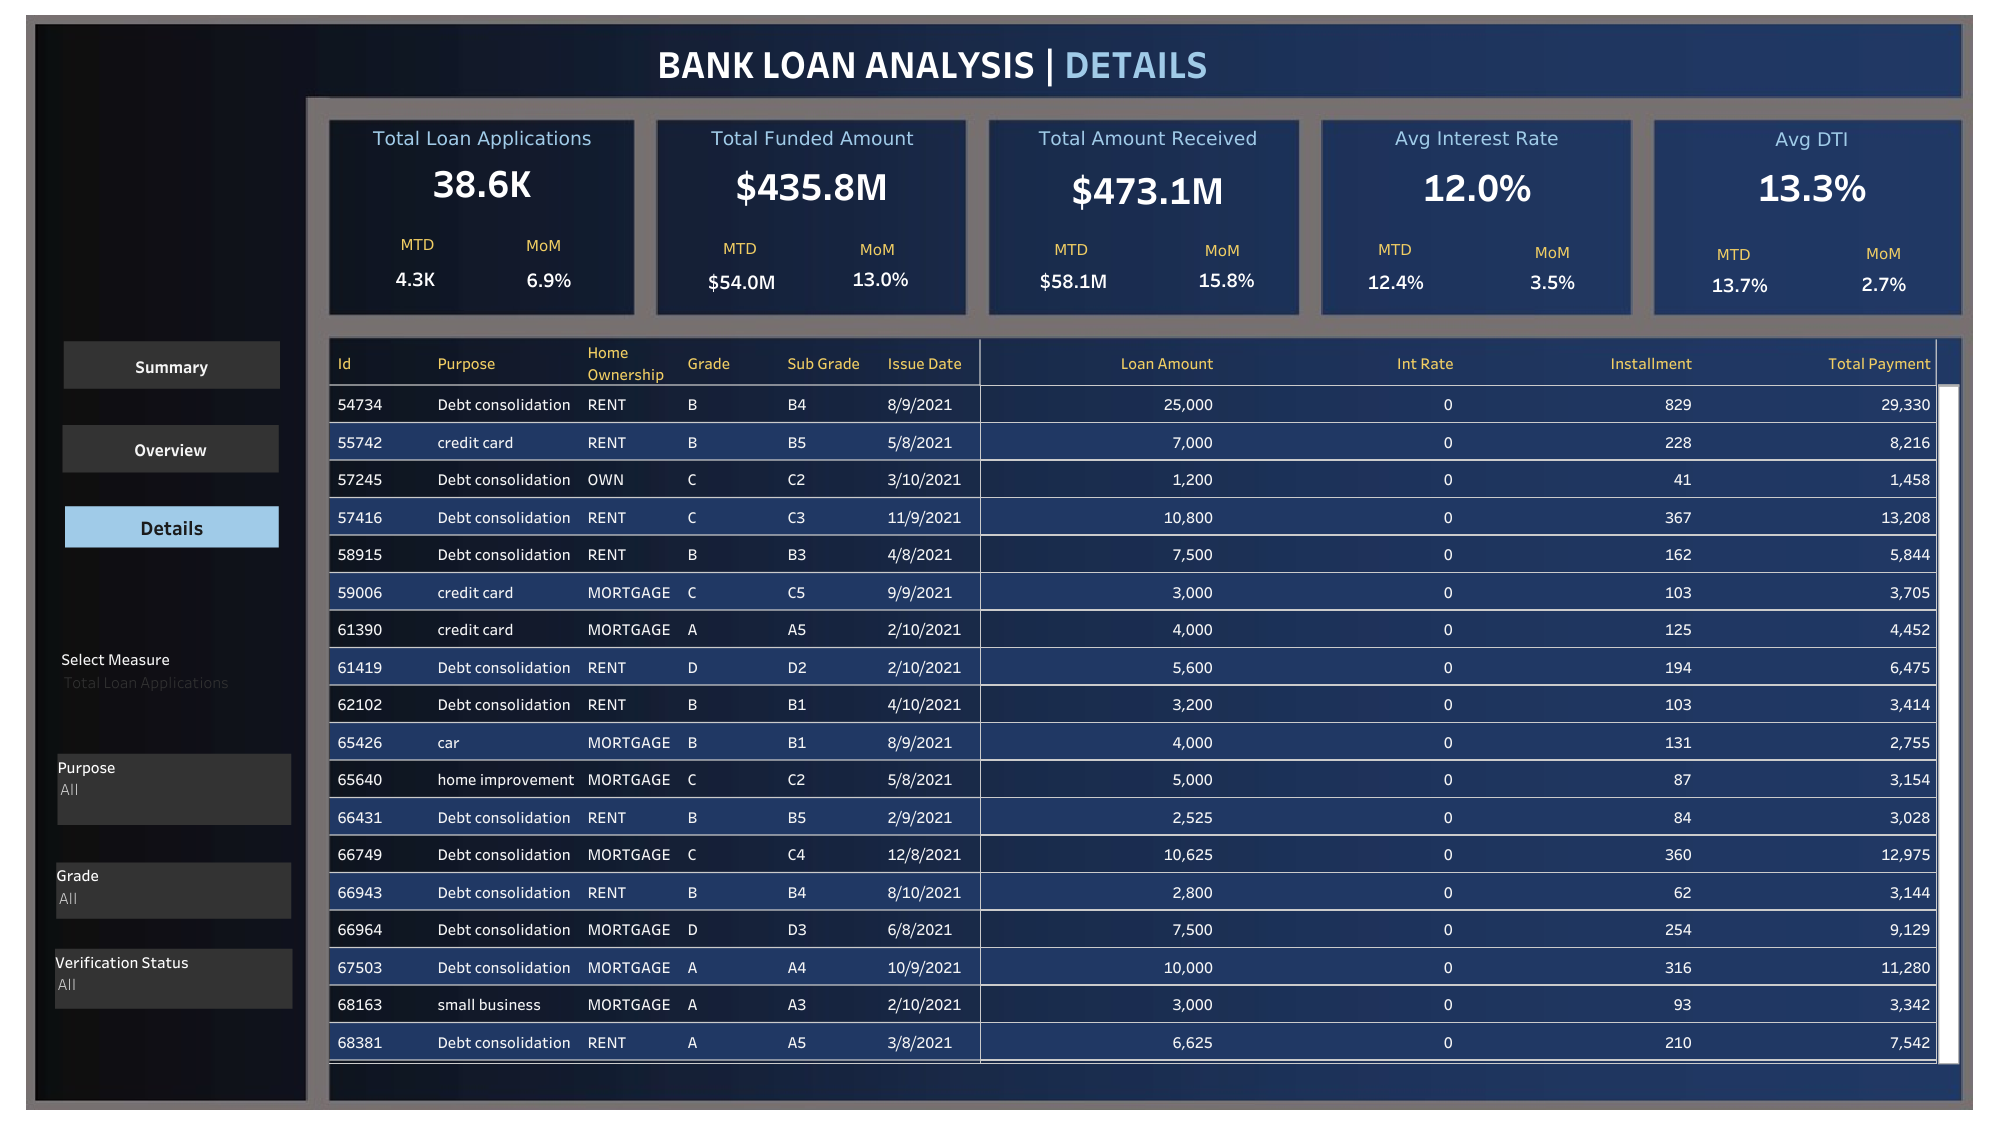 BANK LOAN ANALYSIS | DETAILS
Total Loan Applications
38.6K
MTD MoM
4.3K 6.9%
Total Funded Amount
$435.8M
MTD MoM
$54.0M 13.0%
Total Amount Received
$473.1M
MTD MoM
$58.1M 15.8%
Avg Interest Rate
12.0%
MTD MoM
12.4% 3.5%
Avg DTI
13.3%
MTD MoM
13.7% 2.7%
Summary
Overview
Details
Select Measure
Total Loan Applications
Purpose
All
Grade
All
Verification Status
All
Id Purpose Home Ownership Grade Sub Grade Issue Date Loan Amount Int Rate Installment Total Payment
54734 Debt consolidation RENT B B4 8/9/2021 25,000 0 829 29,330
55742 credit card RENT B B5 5/8/2021 7,000 0 228 8,216
57245 Debt consolidation OWN C C2 3/10/2021 1,200 0 41 1,458
57416 Debt consolidation RENT C C3 11/9/2021 10,800 0 367 13,208
58915 Debt consolidation RENT B B3 4/8/2021 7,500 0 162 5,844
59006 credit card MORTGAGE C C5 9/9/2021 3,000 0 103 3,705
61390 credit card MORTGAGE A A5 2/10/2021 4,000 0 125 4,452
61419 Debt consolidation RENT D D2 2/10/2021 5,600 0 194 6,475
62102 Debt consolidation RENT B B1 4/10/2021 3,200 0 103 3,414
65426 car MORTGAGE B B1 8/9/2021 4,000 0 131 2,755
65640 home improvement MORTGAGE C C2 5/8/2021 5,000 0 87 3,154
66431 Debt consolidation RENT B B5 2/9/2021 2,525 0 84 3,028
66749 Debt consolidation MORTGAGE C C4 12/8/2021 10,625 0 360 12,975
66943 Debt consolidation RENT B B4 8/10/2021 2,800 0 62 3,144
66964 Debt consolidation MORTGAGE D D3 6/8/2021 7,500 0 254 9,129
67503 Debt consolidation MORTGAGE A A4 10/9/2021 10,000 0 316 11,280
68163 small business MORTGAGE A A3 2/10/2021 3,000 0 93 3,342
68381 Debt consolidation RENT A A5 3/8/2021 6,625 0 210 7,542